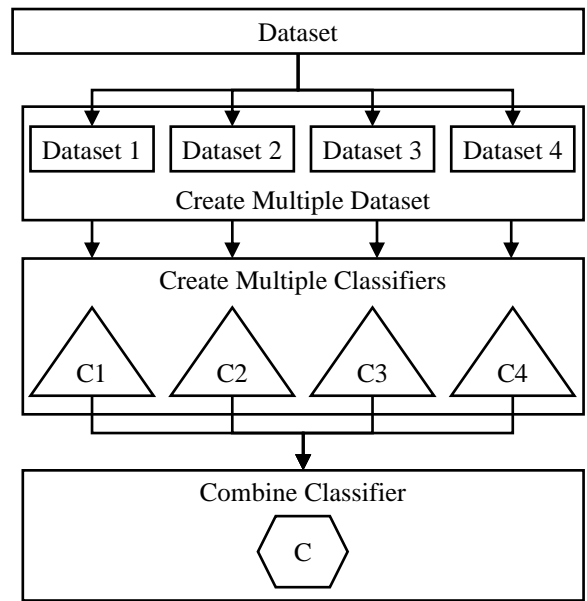 Dataset
Dataset 1 Dataset 2 Dataset 3 Dataset 4
Create Multiple Dataset
Create Multiple Classifiers
C1 C2 C3 C4
Combine Classifier
C